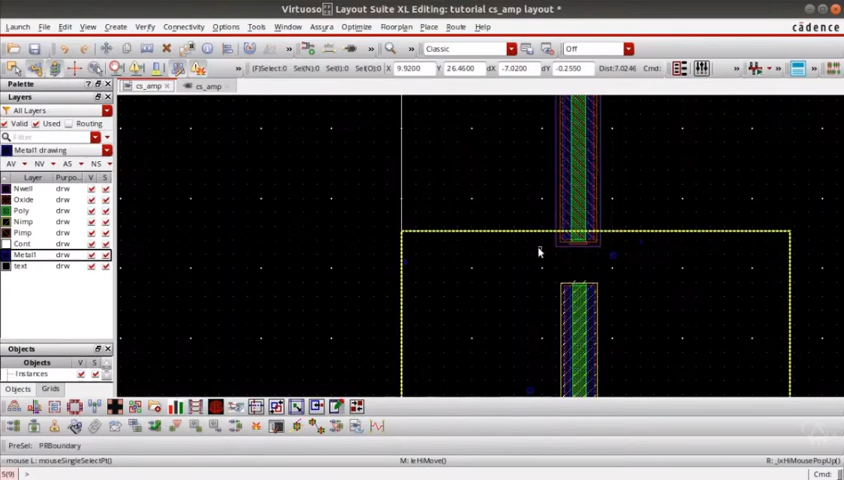 Virtuoso® Layout Suite XL Editing: tutorial cs_amp layout *
Launch File Edit View Create Verify Connectivity Options Tools Window Assura Optimize Floorplan Place Route Help
cādence
» » » Classic Off
(F)Select:0 Sel(N):0 Sel(I):0 Sel(O):0 X 9.9200 Y 26.4600 dX -7.0200 dY -0.2550 Dist:7.0246 Cmd:
Palette
cs_amp cs_amp
Layers
All Layers
Valid Used Routing
Filter
Metal1 drawing
AV NV AS NS
Layer Purpo... V S
Nwell drw
Oxide drw
Poly drw
Nimp drw
Pimp drw
Cont drw
Metal1 drw
text drw
Objects
Objects V S
Instances
Objects Grids
PreSel: PRBoundary
mouse L: mouseSingleSelectPt() M: leHiMove() R: _lxHiMousePopUp()
5(9) > Cmd: